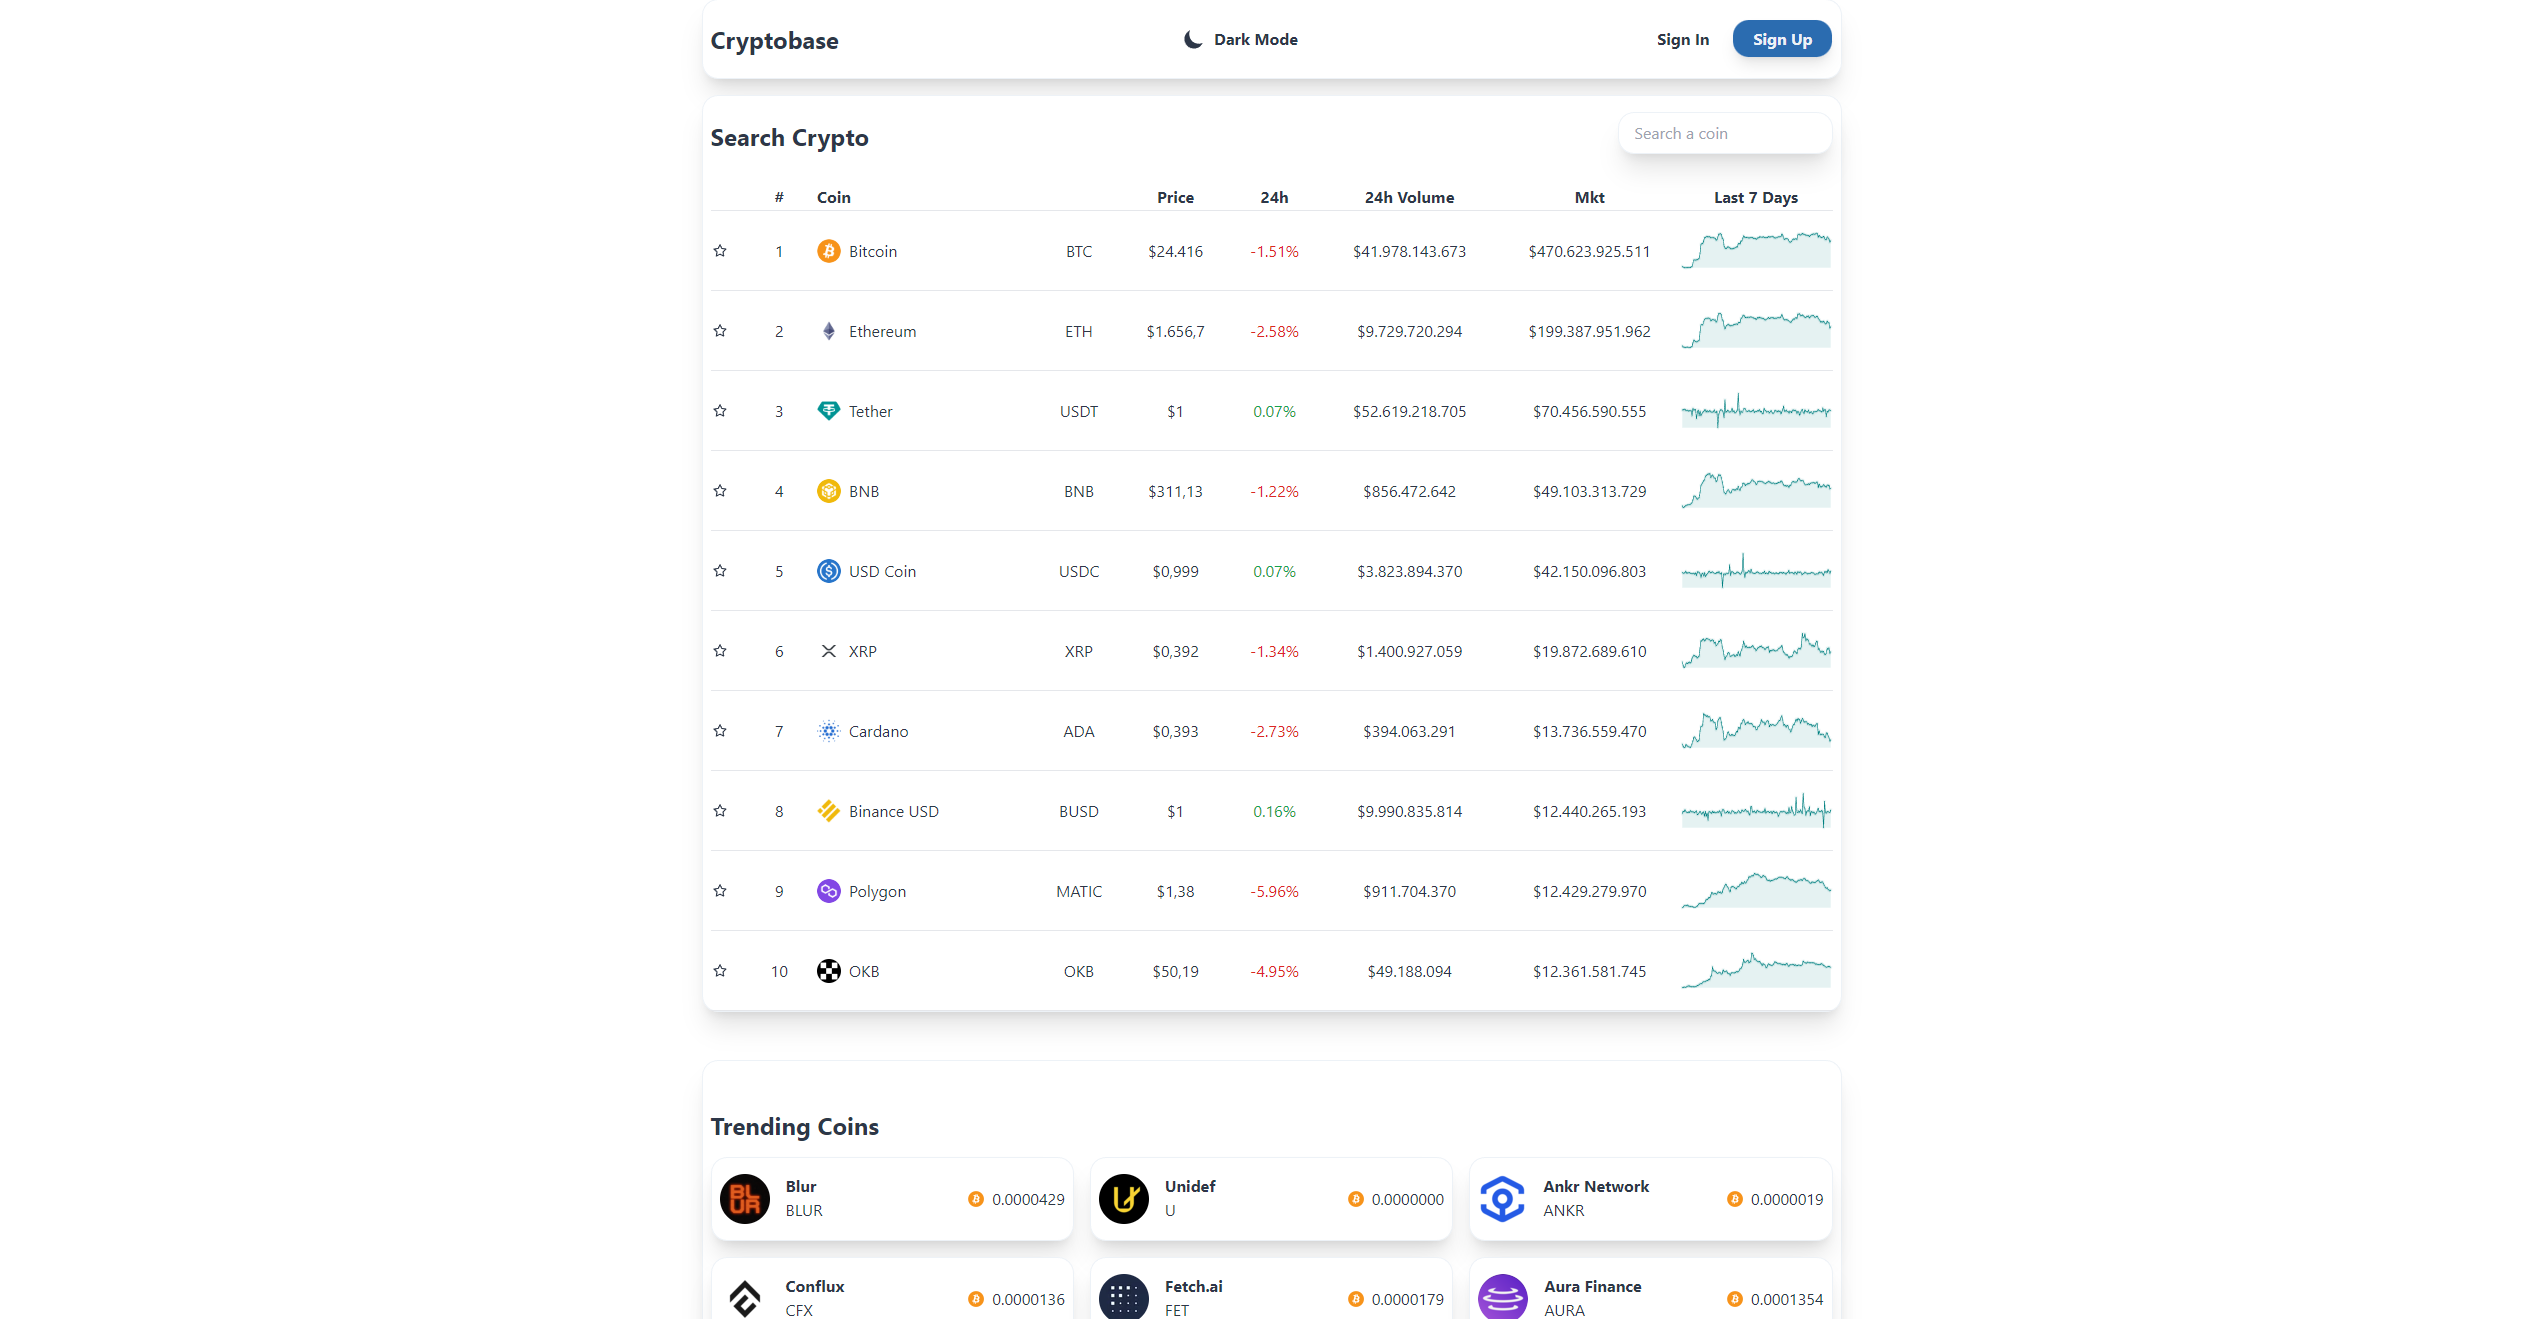 Cryptobase Dark Mode Sign In Sign Up
Search Crypto Search a coin
# Coin Price 24h 24h Volume Mkt Last 7 Days
1 Bitcoin BTC $24.416 -1.51% $41.978.143.673 $470.623.925.511
2 Ethereum ETH $1.656,7 -2.58% $9.729.720.294 $199.387.951.962
3 Tether USDT $1 0.07% $52.619.218.705 $70.456.590.555
4 BNB BNB $311,13 -1.22% $856.472.642 $49.103.313.729
5 USD Coin USDC $0,999 0.07% $3.823.894.370 $42.150.096.803
6 XRP XRP $0,392 -1.34% $1.400.927.059 $19.872.689.610
7 Cardano ADA $0,393 -2.73% $394.063.291 $13.736.559.470
8 Binance USD BUSD $1 0.16% $9.990.835.814 $12.440.265.193
9 Polygon MATIC $1,38 -5.96% $911.704.370 $12.429.279.970
10 OKB OKB $50,19 -4.95% $49.188.094 $12.361.581.745
Trending Coins
BLUR Blur BLUR 0.0000429
Unidef U 0.0000000
Ankr Network ANKR 0.0000019
Conflux CFX 0.0000136
Fetch.ai FET 0.0000179
Aura Finance AURA 0.0001354